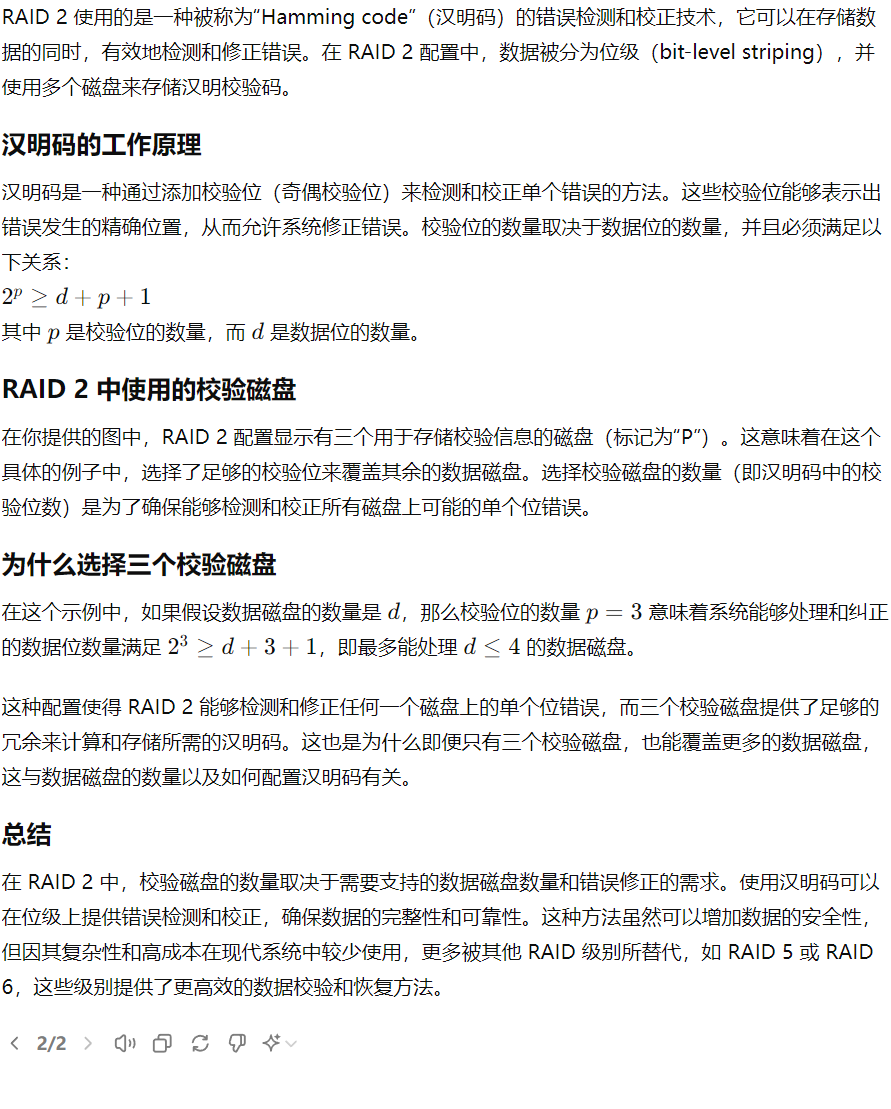 RAID 2 使用的是一种被称为“Hamming code”（汉明码）的错误检测和校正技术，它可以在存储数
据的同时，有效地检测和修正错误。在 RAID 2 配置中，数据被分为位级（bit-level striping），并
使用多个磁盘来存储汉明校验码。
汉明码的工作原理
汉明码是一种通过添加校验位（奇偶校验位）来检测和校正单个错误的方法。这些校验位能够表示出
错误发生的精确位置，从而允许系统修正错误。校验位的数量取决于数据位的数量，并且必须满足以
下关系：
2^p ≥ d + p + 1
其中 p 是校验位的数量，而 d 是数据位的数量。
RAID 2 中使用的校验磁盘
在你提供的图中，RAID 2 配置显示有三个用于存储校验信息的磁盘（标记为“P”）。这意味着在这个
具体的例子中，选择了足够的校验位来覆盖其余的数据磁盘。选择校验磁盘的数量（即汉明码中的校
验位数）是为了确保能够检测和校正所有磁盘上可能的单个位错误。
为什么选择三个校验磁盘
在这个示例中，如果假设数据磁盘的数量是 d，那么校验位的数量 p = 3 意味着系统能够处理和纠正
的数据位数量满足 2^3 ≥ d + 3 + 1，即最多能处理 d ≤ 4 的数据磁盘。
这种配置使得 RAID 2 能够检测和修正任何一个磁盘上的单个位错误，而三个校验磁盘提供了足够的
冗余来计算和存储所需的汉明码。这也是为什么即便只有三个校验磁盘，也能覆盖更多的数据磁盘，
这与数据磁盘的数量以及如何配置汉明码有关。
总结
在 RAID 2 中，校验磁盘的数量取决于需要支持的数据磁盘数量和错误修正的需求。使用汉明码可以
在位级上提供错误检测和校正，确保数据的完整性和可靠性。这种方法虽然可以增加数据的安全性，
但因其复杂性和高成本在现代系统中较少使用，更多被其他 RAID 级别所替代，如 RAID 5 或 RAID
6，这些级别提供了更高效的数据校验和恢复方法。
2/2